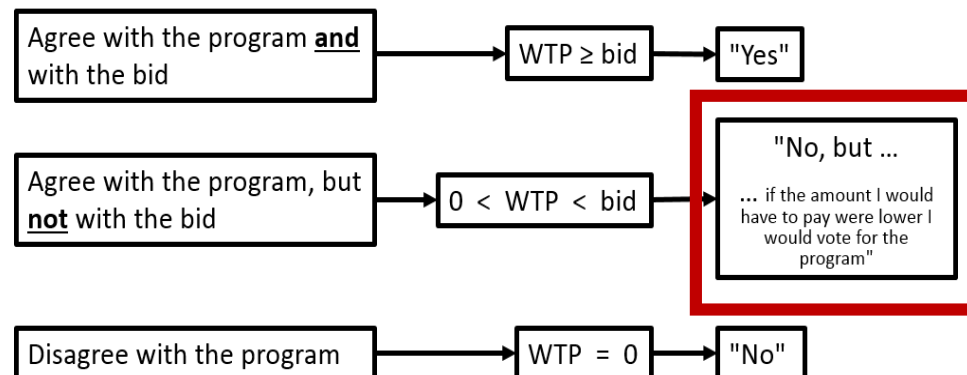 Agree with the program and
with the bid
WTP ≥ bid
"Yes"
Agree with the program, but
not with the bid
0 < WTP < bid
"No, but ...
... if the amount I would
have to pay were lower I
would vote for the
program"
Disagree with the program
WTP = 0
"No"